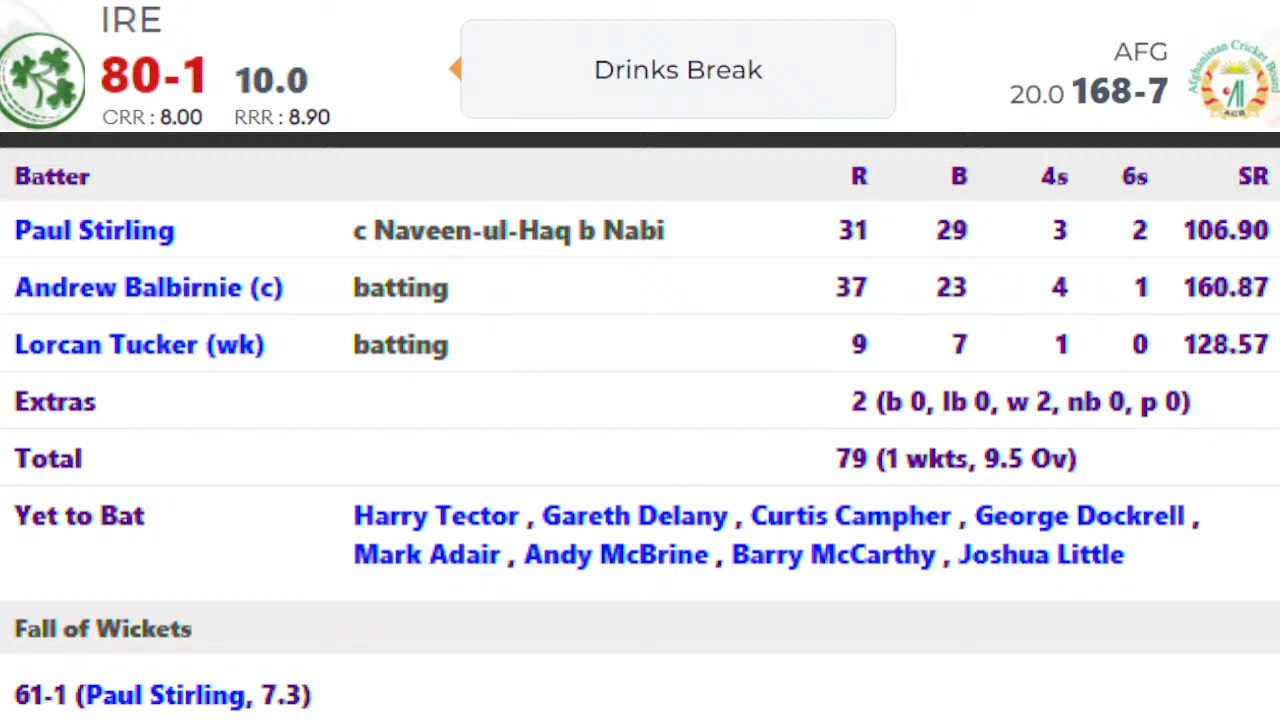 IRE
80-1 10.0
CRR : 8.00 RRR : 8.90
Drinks Break
AFG
20.0 168-7
Afghanistan Cricket Board
ACB
Batter R B 4s 6s SR
Paul Stirling c Naveen-ul-Haq b Nabi 31 29 3 2 106.90
Andrew Balbirnie (c) batting 37 23 4 1 160.87
Lorcan Tucker (wk) batting 9 7 1 0 128.57
Extras 2 (b 0, lb 0, w 2, nb 0, p 0)
Total 79 (1 wkts, 9.5 Ov)
Yet to Bat Harry Tector , Gareth Delany , Curtis Campher , George Dockrell ,
Mark Adair , Andy McBrine , Barry McCarthy , Joshua Little
Fall of Wickets
61-1 (Paul Stirling, 7.3)